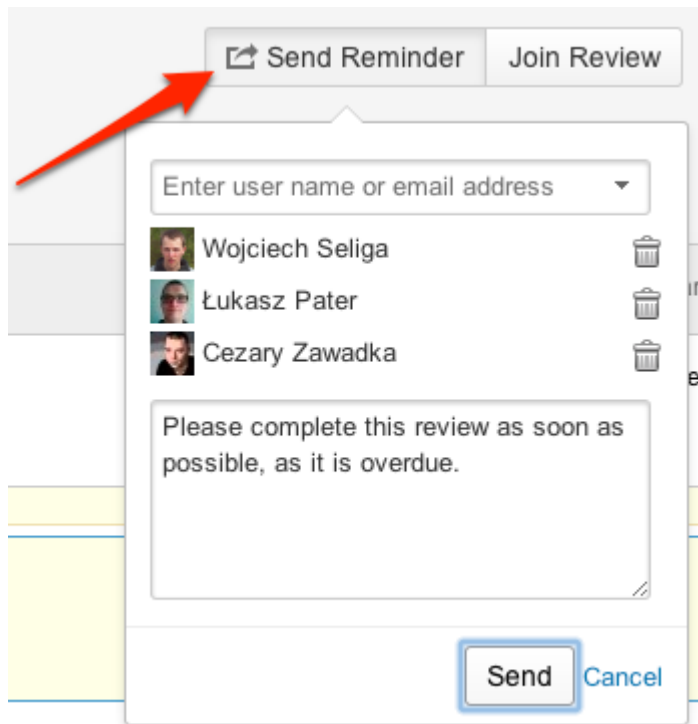 Send Reminder
Join Review
Enter user name or email address
Wojciech Seliga
Łukasz Pater
Cezary Zawadka
Please complete this review as soon as
possible, as it is overdue.
Send
Cancel